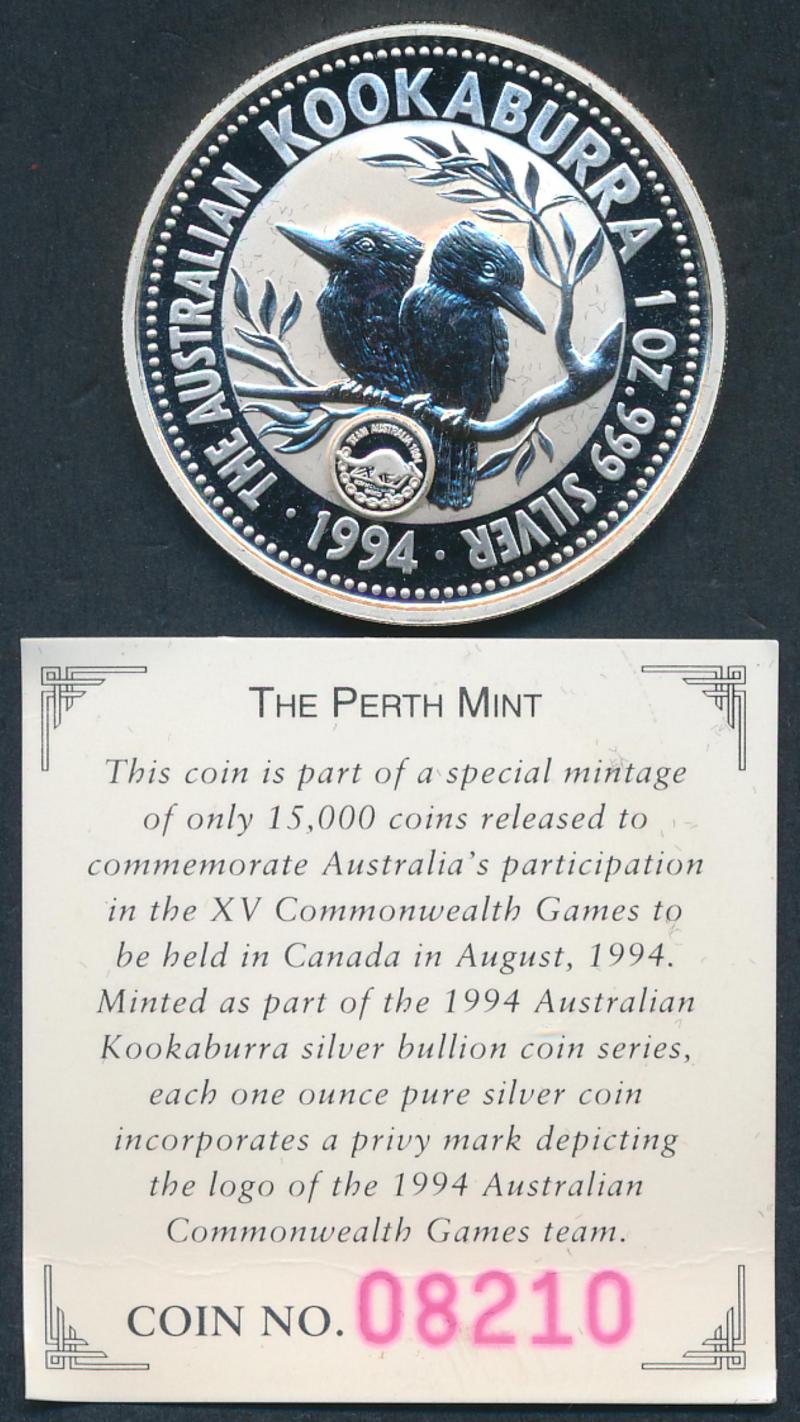 THE AUSTRALIAN KOOKABURRA 1 OZ. 999 SILVER
· 1994 ·
TEAM AUSTRALIA 1994
THE PERTH MINT
This coin is part of a special mintage
of only 15,000 coins released to
commemorate Australia's participation
in the XV Commonwealth Games to
be held in Canada in August, 1994.
Minted as part of the 1994 Australian
Kookaburra silver bullion coin series,
each one ounce pure silver coin
incorporates a privy mark depicting
the logo of the 1994 Australian
Commonwealth Games team.
COIN NO. 08210